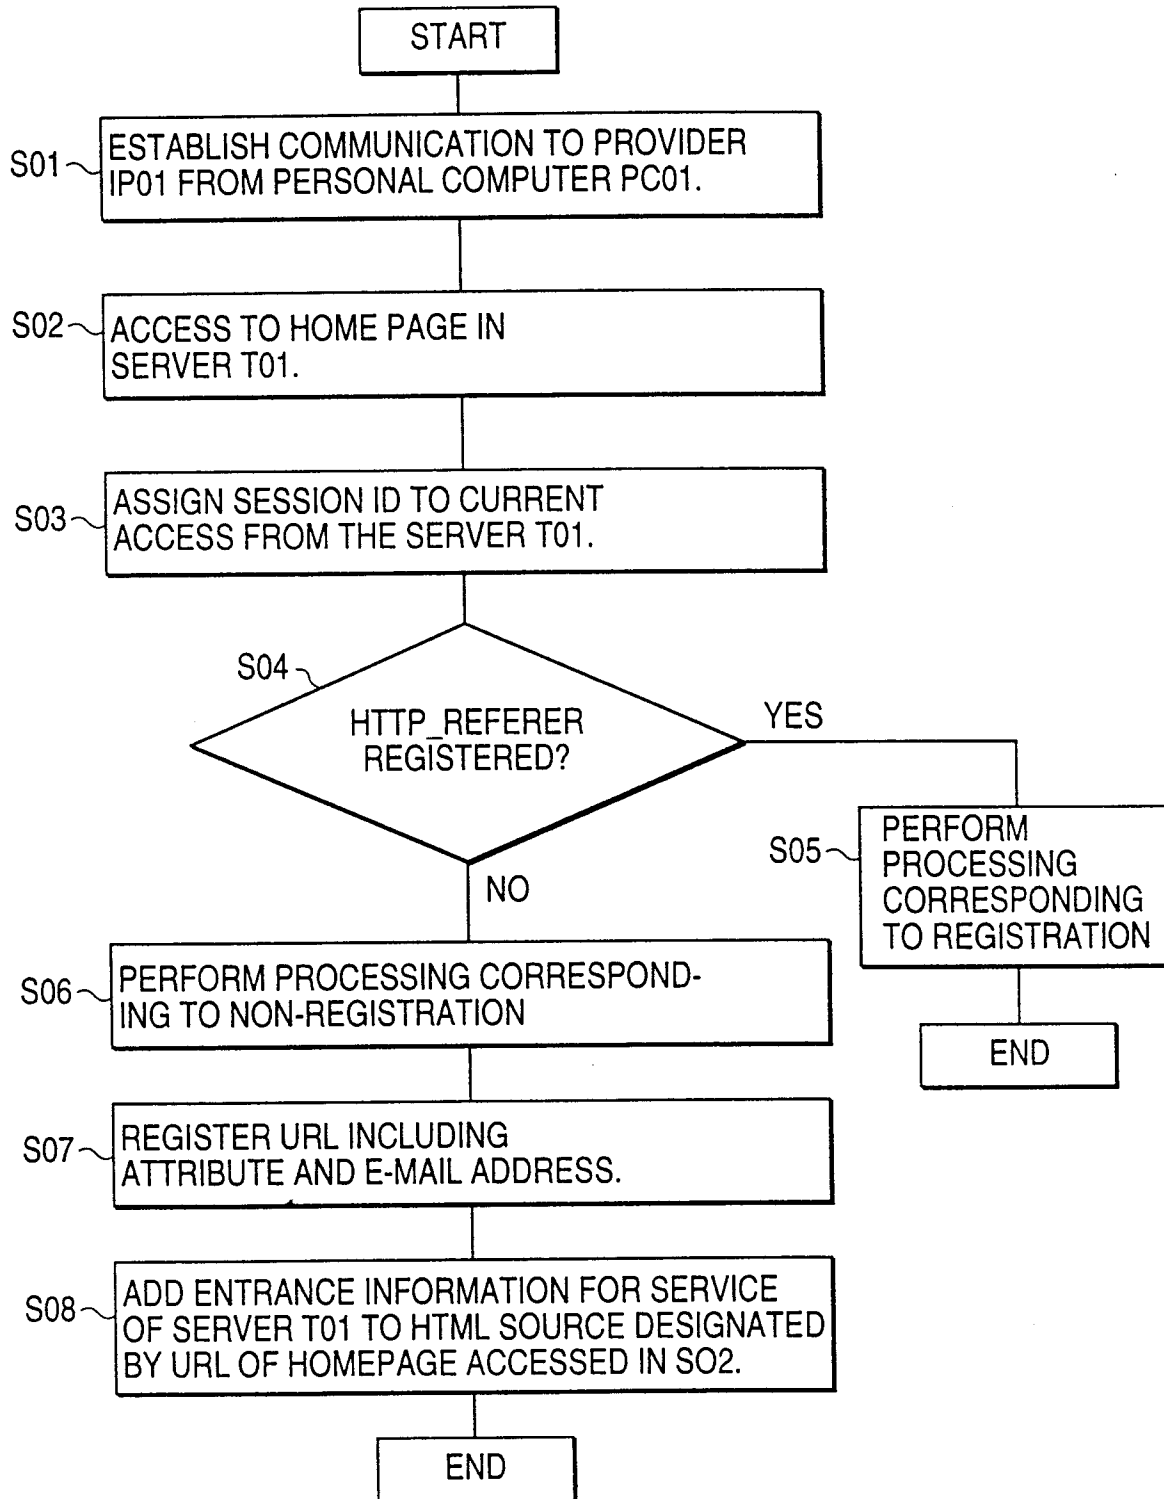 START
S01
ESTABLISH COMMUNICATION TO PROVIDER
IP01 FROM PERSONAL COMPUTER PC01.
S02
ACCESS TO HOME PAGE IN
SERVER T01.
S03
ASSIGN SESSION ID TO CURRENT
ACCESS FROM THE SERVER T01.
S04
HTTP_REFERER
REGISTERED?
YES
NO
S05
PERFORM
PROCESSING
CORRESPONDING
TO REGISTRATION
END
S06
PERFORM PROCESSING CORRESPOND-
ING TO NON-REGISTRATION
S07
REGISTER URL INCLUDING
ATTRIBUTE AND E-MAIL ADDRESS.
S08
ADD ENTRANCE INFORMATION FOR SERVICE
OF SERVER T01 TO HTML SOURCE DESIGNATED
BY URL OF HOMEPAGE ACCESSED IN SO2.
END